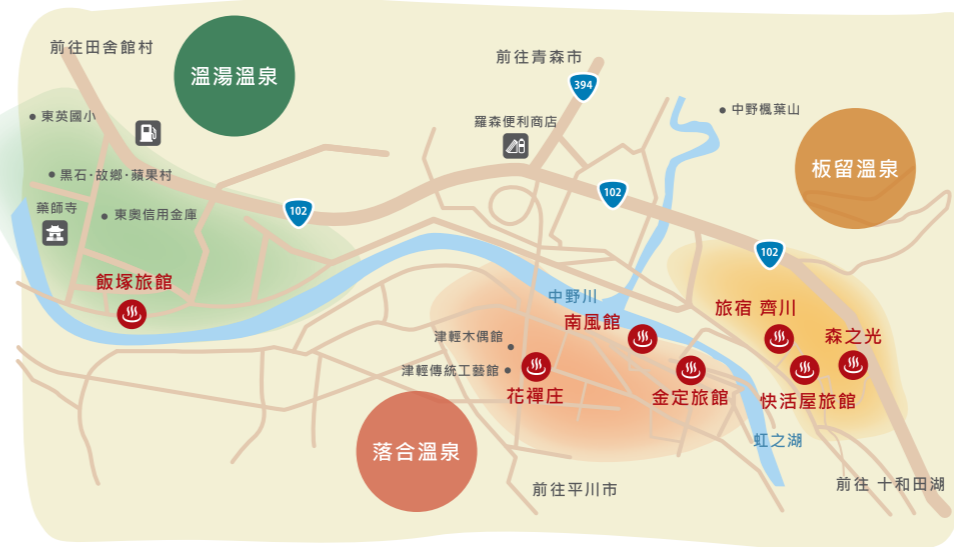 前往田舍館村
溫湯溫泉
前往青森市
394
東英國小
羅森便利商店
中野楓葉山
板留溫泉
黒石·故鄉·蘋果村
102
藥師寺
東奧信用金庫
102
102
飯塚旅館
中野川
南風館
旅宿 齊川
津輕木偶館
森之光
津輕傳統工藝館
花禪庄
金定旅館
快活屋旅館
落合溫泉
虹之湖
前往平川市
前往 十和田湖